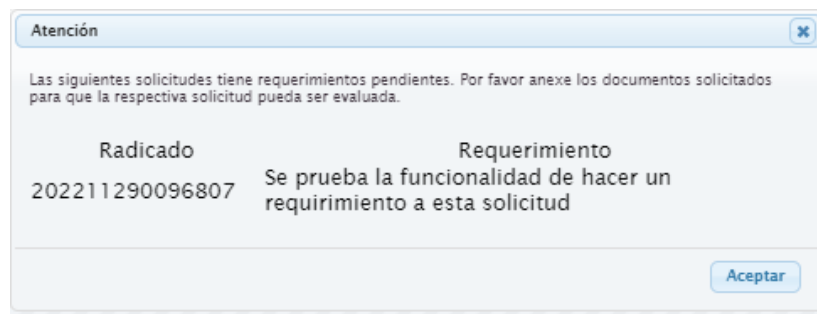 Atención
Las siguientes solicitudes tiene requerimientos pendientes. Por favor anexe los documentos solicitados
para que la respectiva solicitud pueda ser evaluada.
Radicado Requerimiento
202211290096807 Se prueba la funcionalidad de hacer un
requirimiento a esta solicitud
Aceptar